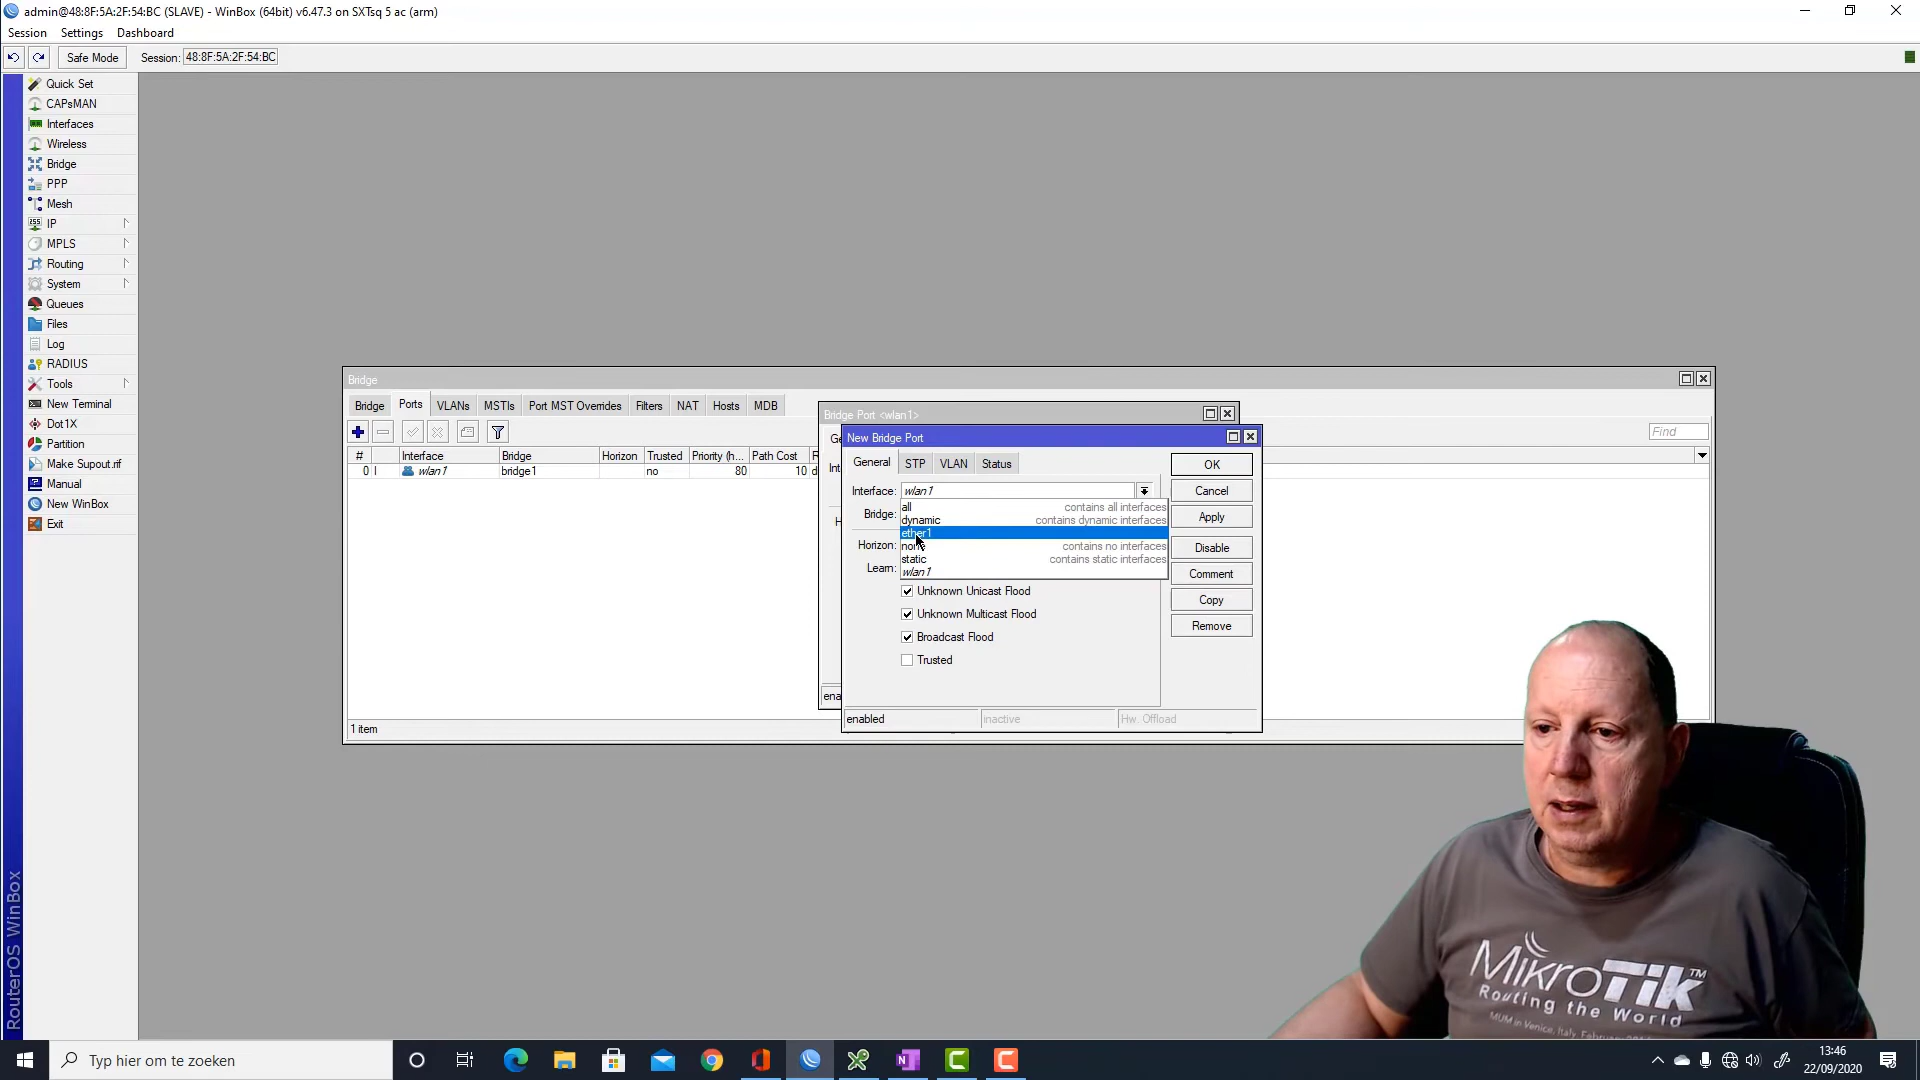 admin@48:8F:5A:2F:54:BC (SLAVE) - WinBox (64bit) v6.47.3 on SXTsq 5 ac (arm)
Session Settings Dashboard
Safe Mode Session: 48:8F:5A:2F:54:BC
Quick Set
CAPsMAN
Interfaces
Wireless
Bridge
PPP
Mesh
IP
MPLS
Routing
System
Queues
Files
Log
RADIUS
Tools
New Terminal
Dot1X
Partition
Make Supout.rif
Manual
New WinBox
Exit
RouterOS WinBox
Bridge
Bridge Ports VLANs MSTIs Port MST Overrides Filters NAT Hosts MDB
Find
# Interface Bridge Horizon Trusted Priority (h... Path Cost
0 I wlan1 bridge1 no 80 10
1 item
Bridge Port <wlan1>
New Bridge Port
General STP VLAN Status
Interface: wlan1
all contains all interfaces
Bridge:
dynamic contains dynamic interfaces
ether1
Horizon:
none contains no interfaces
static contains static interfaces
Learn:
wlan1
Unknown Unicast Flood
Unknown Multicast Flood
Broadcast Flood
Trusted
enabled inactive Hw. Offload
OK
Cancel
Apply
Disable
Comment
Copy
Remove
MikroTik™
Routing the World
MUM in Venice, Italy,
Typ hier om te zoeken
13:46
22/09/2020